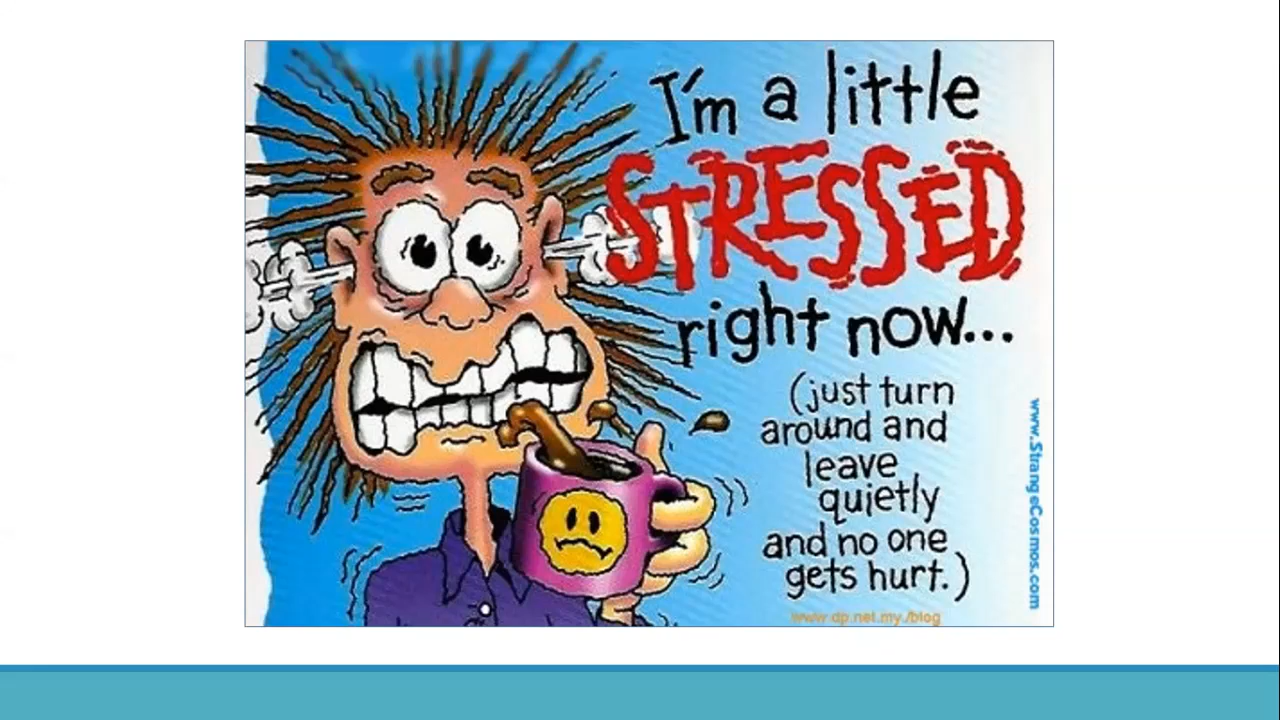 I'm a little
STRESSED
right now...
(just turn
around and
leave
quietly
and no one
gets hurt.)
www.StrangeCosmos.com
www.dp.net.my./blog